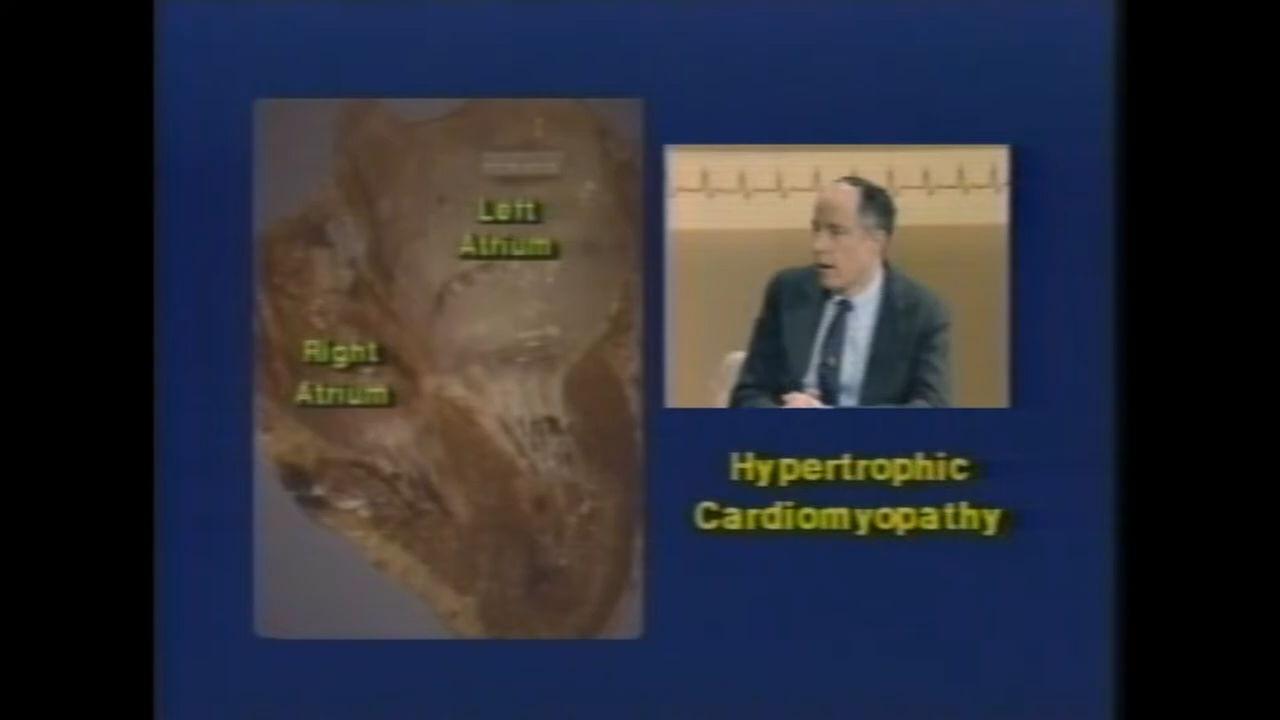 Left
Atrium
Right
Atrium
Hypertrophic
Cardiomyopathy